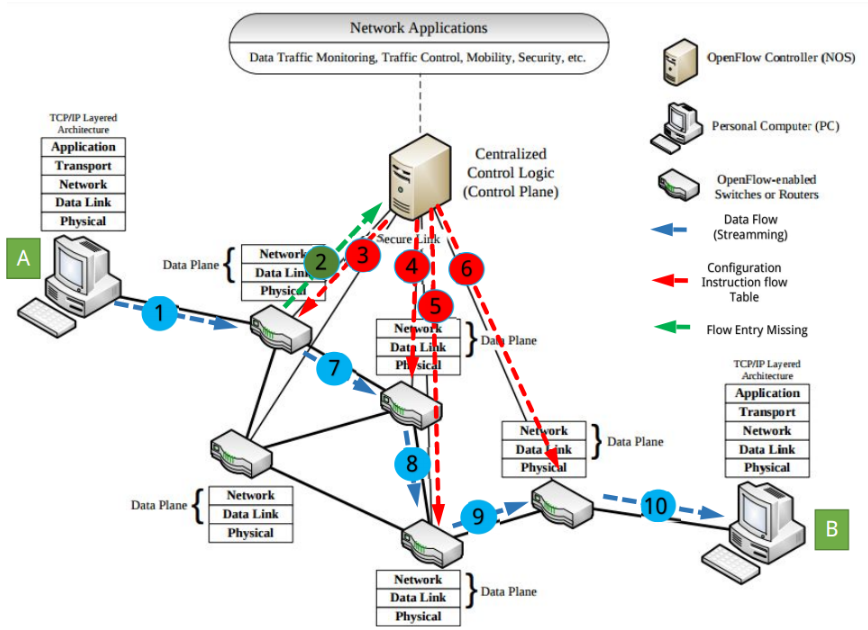 Network Applications
Data Traffic Monitoring, Traffic Control, Mobility, Security, etc.
OpenFlow Controller (NOS)
Personal Computer (PC)
OpenFlow-enabled
Switches or Routers
Data Flow
(Streamming)
Configuration
Instruction flow
Table
Flow Entry Missing
TCP/IP Layered
Architecture
Application
Transport
Network
Data Link
Physical
A
Centralized
Control Logic
(Control Plane)
Secure Link
Data Plane
Network
Data Link
Physical
1
2
3
4
5
6
7
Network
Data Link
Physical
Data Plane
8
Data Plane
Network
Data Link
Physical
Network
Data Link
Physical
Data Plane
9
10
Network
Data Link
Physical
Data Plane
TCP/IP Layered
Architecture
Application
Transport
Network
Data Link
Physical
B